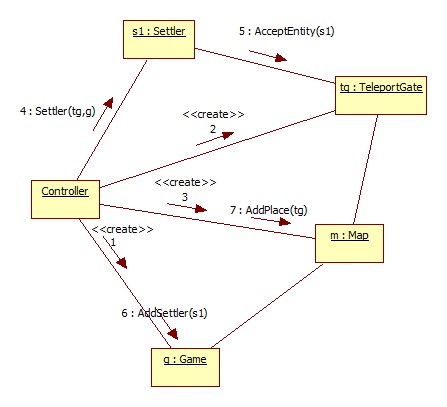 s1 : Settler
5 : AcceptEntity(s1)
tg : TeleportGate
4 : Settler(tg,g)
<<create>>
2
Controller
<<create>>
3
7 : AddPlace(tg)
<<create>>
1
m : Map
6 : AddSettler(s1)
g : Game